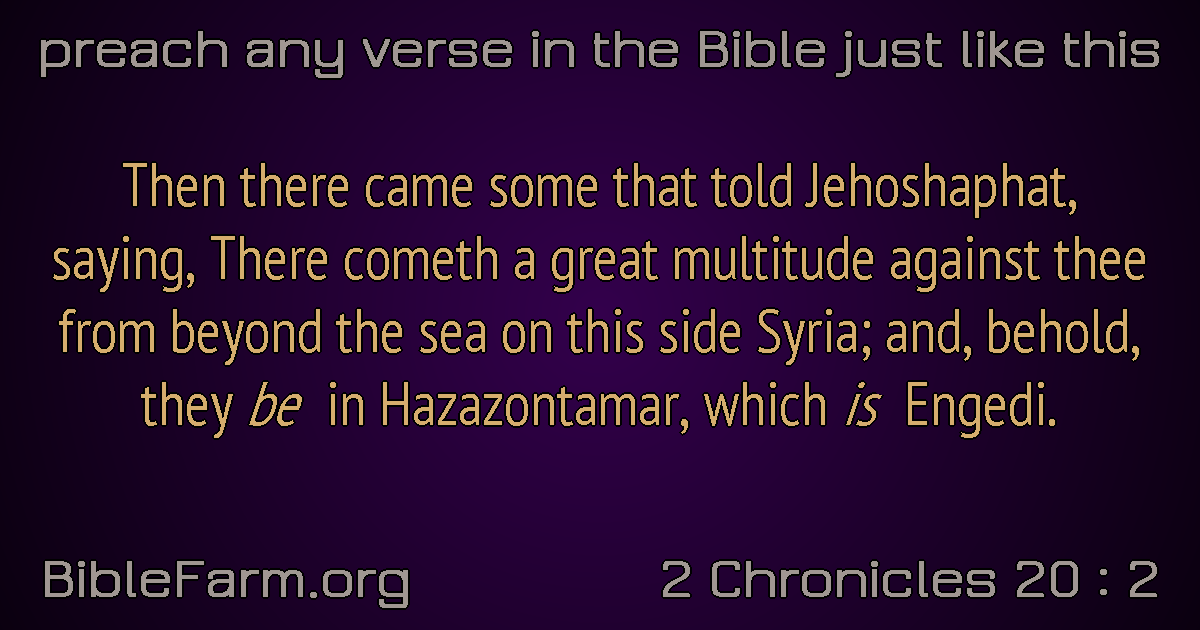 preach any verse in the Bible just like this
Then there came some that told Jehoshaphat,
saying, There cometh a great multitude against thee
from beyond the sea on this side Syria; and, behold,
they be in Hazazontamar, which is Engedi.
BibleFarm.org
2 Chronicles 20 : 2